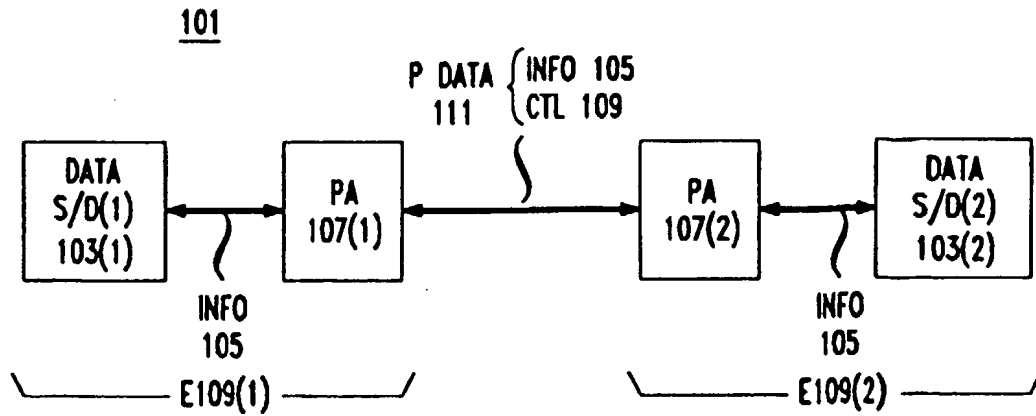 101
P DATA
111
INFO 105
CTL 109
DATA
S/D(1)
103(1)
PA
107(1)
PA
107(2)
DATA
S/D(2)
103(2)
INFO
105
INFO
105
E109(1)
E109(2)